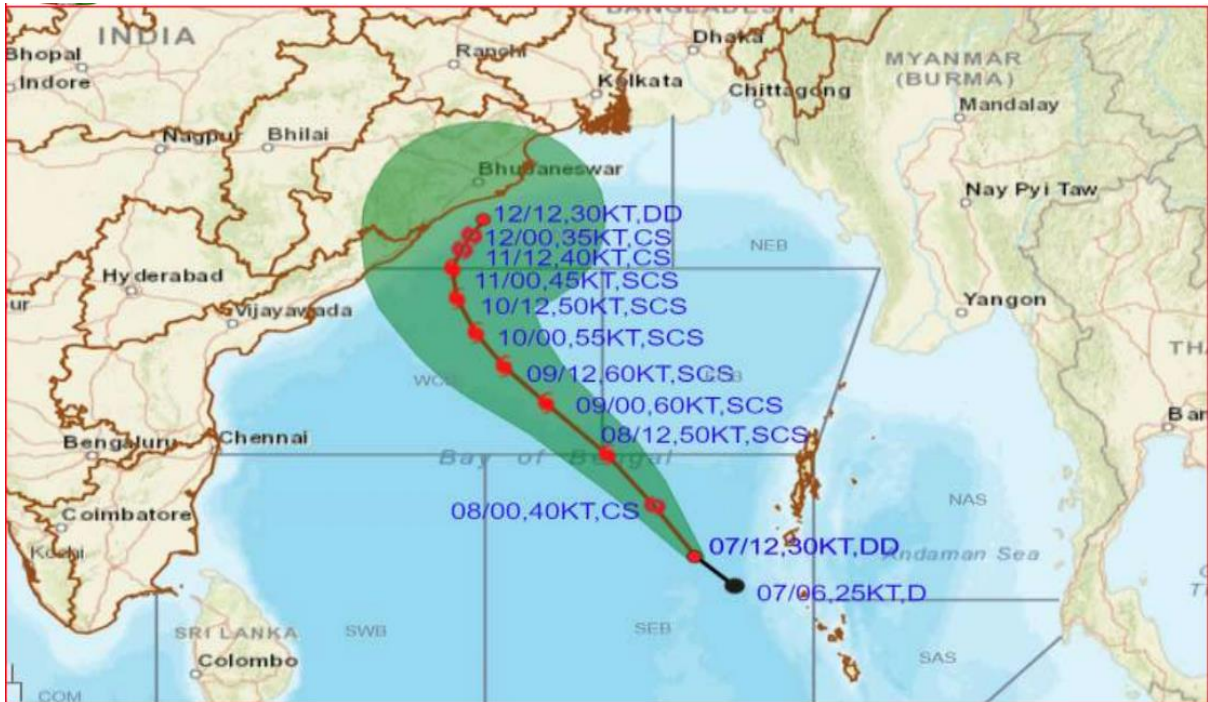 BANGLADESH
INDIA
Bhopal
Ranchi
Dhaka
Indore
Kolkata
MYANMAR
(BURMA)
Chittagong
Mandalay
Nagpur
Bhilai
Bhubaneswar
Nay Pyi Taw
12/12,30KT,DD
12/00,35KT,CS
NEB
11/12,40KT,CS
Hyderabad
11/00,45KT,SCS
Yangon
ur
Vijayawada
10/12,50KT,SCS
10/00,55KT,SCS
THA
09/12,60KT,SCS
09/00,60KT,SCS
Ban
08/12,50KT,SCS
Bengaluru
Chennai
Bay of Bengal
NAS
08/00,40KT,CS
Coimbatore
Kochi
07/12,30KT,DD
Andaman Sea
07/06,25KT,D
SRI LANKA
SWB
SEB
SAS
Colombo
COM